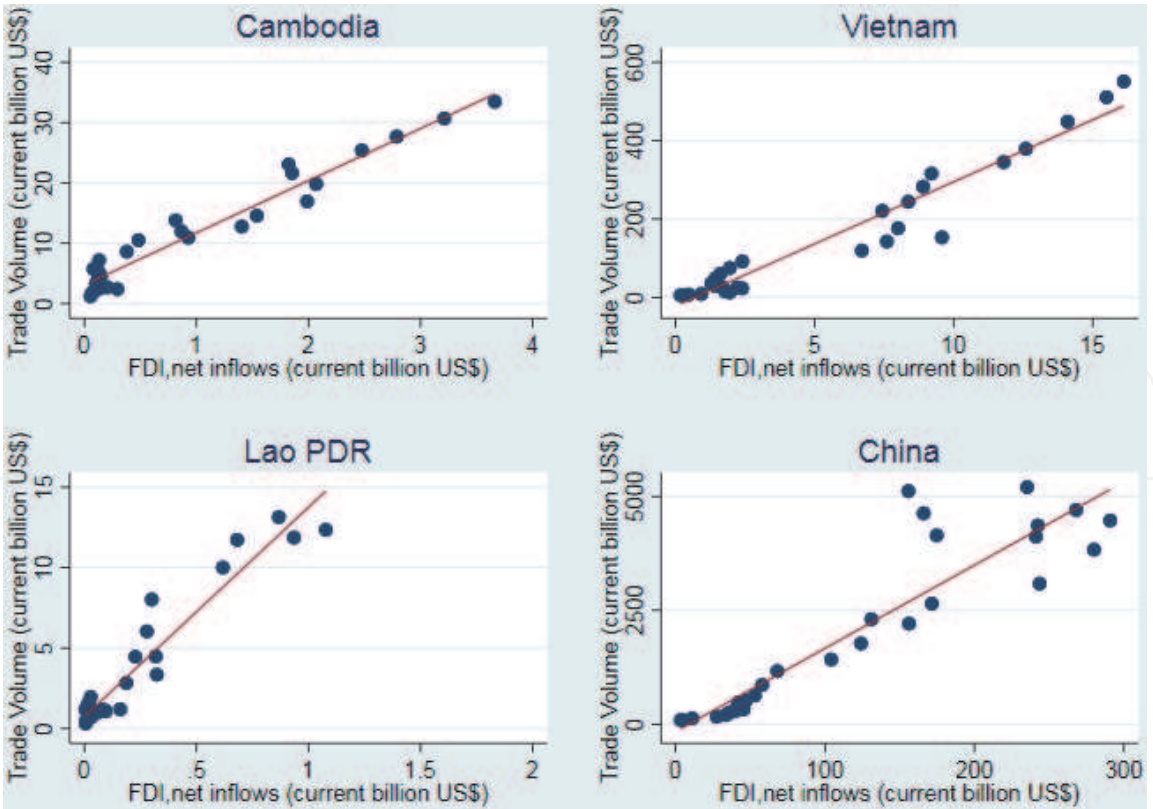 Cambodia
Trade Volume (current billion US$)
40
30
20
10
0
0 1 2 3 4
FDI,net inflows (current billion US$)
Vietnam
Trade Volume (current billion US$)
600
400
200
0
0 5 10 15
FDI,net inflows (current billion US$)
Lao PDR
Trade Volume (current billion US$)
15
10
5
0
0 .5 1 1.5 2
FDI,net inflows (current billion US$)
China
Trade Volume (current billion US$)
5000
2500
0
0 100 200 300
FDI,net inflows (current billion US$)